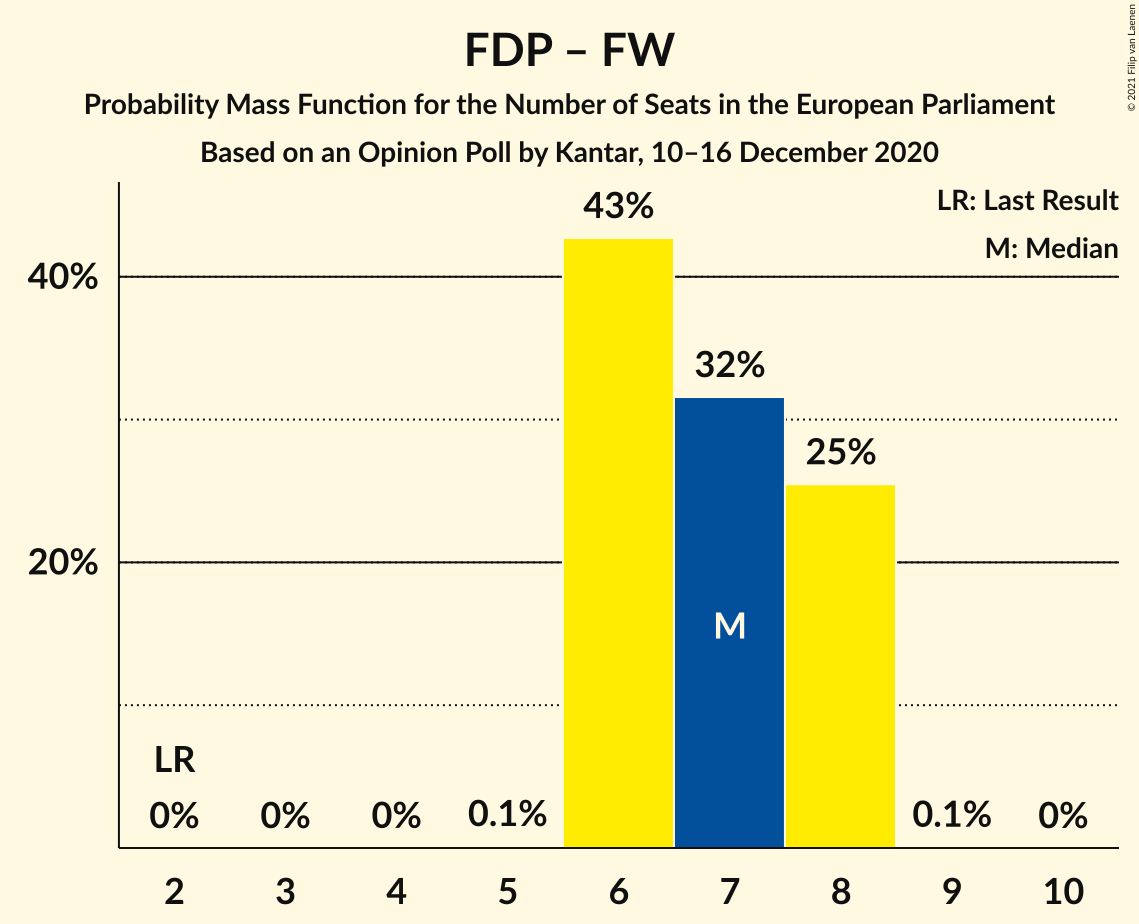 FDP – FW
Probability Mass Function for the Number of Seats in the European Parliament
Based on an Opinion Poll by Kantar, 10–16 December 2020
© 2021 Filip van Laenen
LR: Last Result
M: Median
43%
40%
32%
25%
20%
M
LR
0%
0%
0%
0.1%
0.1%
0%
2
3
4
5
6
7
8
9
10